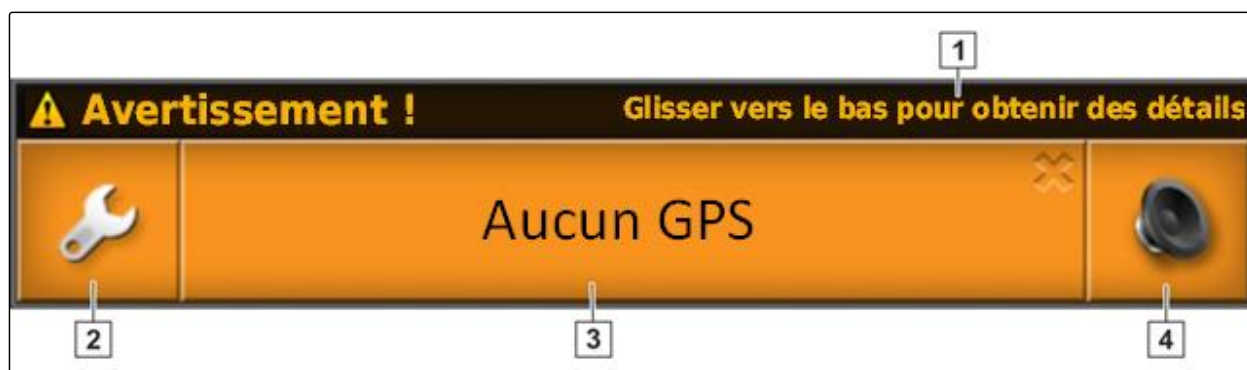 1
Avertissement ! Glisser vers le bas pour obtenir des détails
Aucun GPS
2 3 4